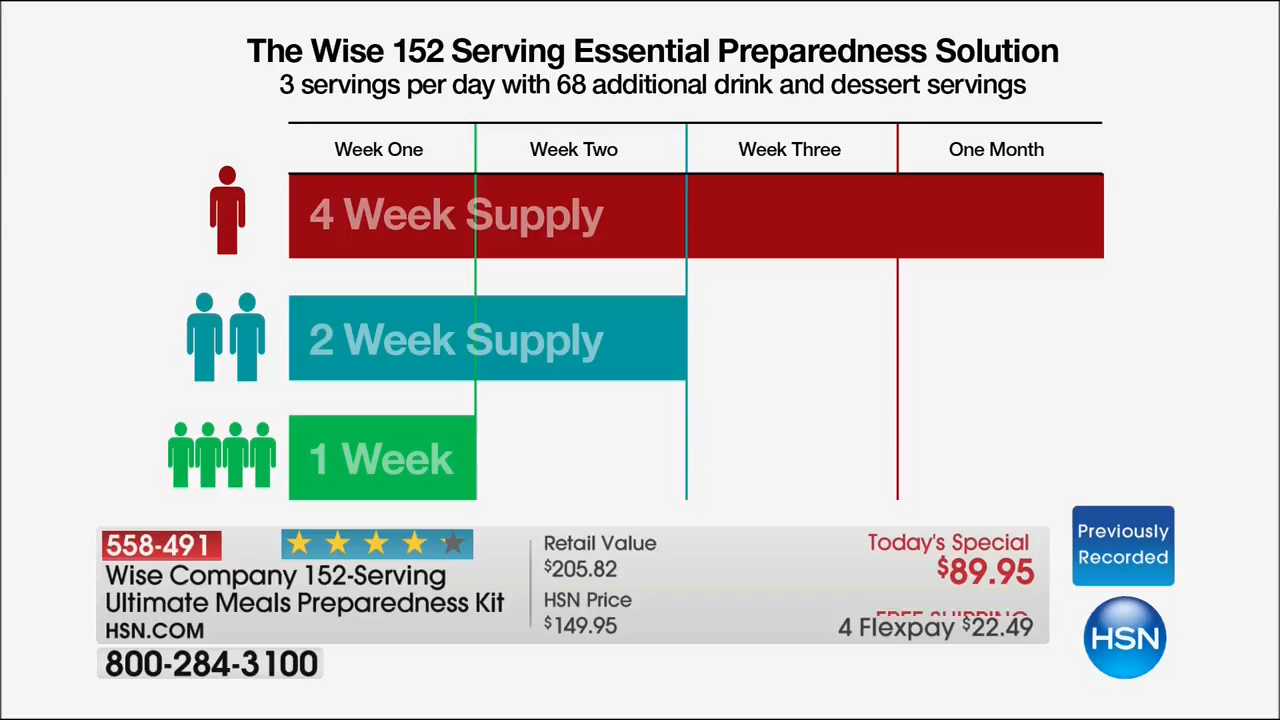 The Wise 152 Serving Essential Preparedness Solution
3 servings per day with 68 additional drink and dessert servings
Week One Week Two Week Three One Month
4 Week Supply
2 Week Supply
1 Week
558-491
Wise Company 152-Serving
Ultimate Meals Preparedness Kit
HSN.COM
800-284-3100
Retail Value
$205.82
HSN Price
$149.95
Today's Special
$89.95
FREE SHIPPING
4 Flexpay $22.49
Previously
Recorded
HSN